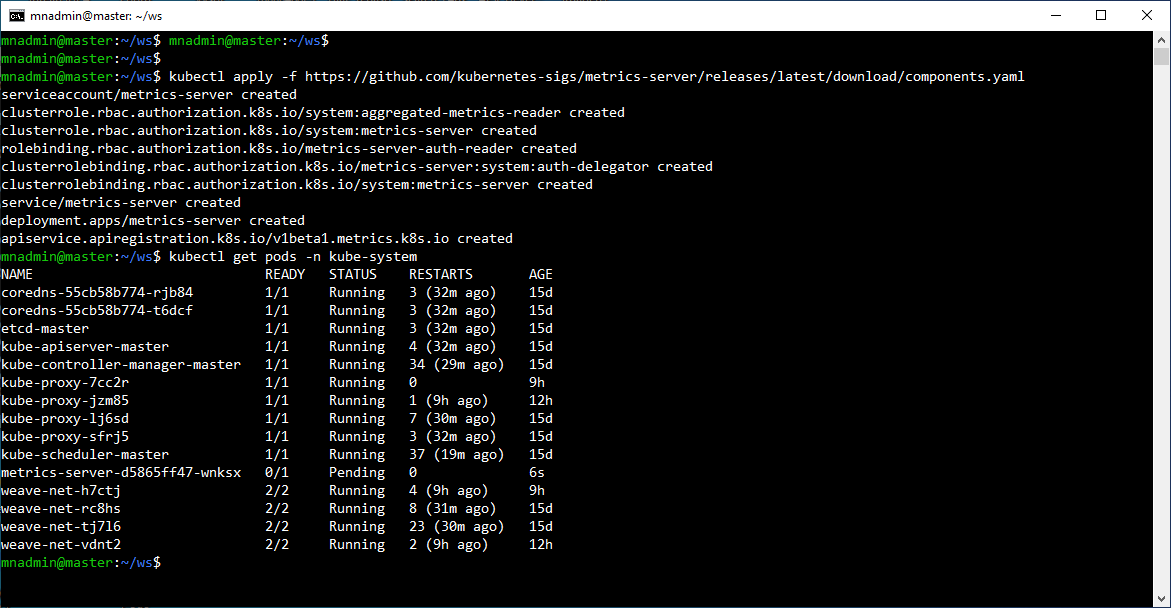 mnadmin@master: ~/ws
mnadmin@master:~/ws$ mnadmin@master:~/ws$
mnadmin@master:~/ws$
mnadmin@master:~/ws$ kubectl apply -f https://github.com/kubernetes-sigs/metrics-server/releases/latest/download/components.yaml
serviceaccount/metrics-server created
clusterrole.rbac.authorization.k8s.io/system:aggregated-metrics-reader created
clusterrole.rbac.authorization.k8s.io/system:metrics-server created
rolebinding.rbac.authorization.k8s.io/metrics-server-auth-reader created
clusterrolebinding.rbac.authorization.k8s.io/metrics-server:system:auth-delegator created
clusterrolebinding.rbac.authorization.k8s.io/system:metrics-server created
service/metrics-server created
deployment.apps/metrics-server created
apiservice.apiregistration.k8s.io/v1beta1.metrics.k8s.io created
mnadmin@master:~/ws$ kubectl get pods -n kube-system
NAME                             READY   STATUS    RESTARTS       AGE
coredns-55cb58b774-rjb84         1/1     Running   3 (32m ago)    15d
coredns-55cb58b774-t6dcf         1/1     Running   3 (32m ago)    15d
etcd-master                      1/1     Running   3 (32m ago)    15d
kube-apiserver-master            1/1     Running   4 (32m ago)    15d
kube-controller-manager-master   1/1     Running   34 (29m ago)   15d
kube-proxy-7cc2r                 1/1     Running   0              9h
kube-proxy-jzm85                 1/1     Running   1 (9h ago)     12h
kube-proxy-lj6sd                 1/1     Running   7 (30m ago)    15d
kube-proxy-sfrj5                 1/1     Running   3 (32m ago)    15d
kube-scheduler-master            1/1     Running   37 (19m ago)   15d
metrics-server-d5865ff47-wnksx   0/1     Pending   0              6s
weave-net-h7ctj                  2/2     Running   4 (9h ago)     9h
weave-net-rc8hs                  2/2     Running   8 (31m ago)    15d
weave-net-tj7l6                  2/2     Running   23 (30m ago)   15d
weave-net-vdnt2                  2/2     Running   2 (9h ago)     12h
mnadmin@master:~/ws$